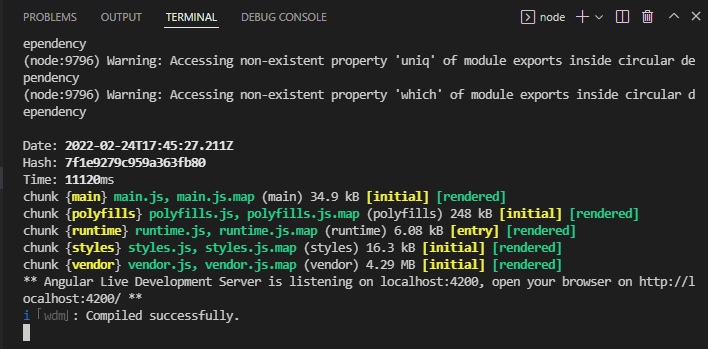 PROBLEMS OUTPUT TERMINAL DEBUG CONSOLE node
ependency
(node:9796) Warning: Accessing non-existent property 'uniq' of module exports inside circular de
pendency
(node:9796) Warning: Accessing non-existent property 'which' of module exports inside circular d
ependency
Date: 2022-02-24T17:45:27.211Z
Hash: 7f1e9279c959a363fb80
Time: 11120ms
chunk {main} main.js, main.js.map (main) 34.9 kB [initial] [rendered]
chunk {polyfills} polyfills.js, polyfills.js.map (polyfills) 248 kB [initial] [rendered]
chunk {runtime} runtime.js, runtime.js.map (runtime) 6.08 kB [entry] [rendered]
chunk {styles} styles.js, styles.js.map (styles) 16.3 kB [initial] [rendered]
chunk {vendor} vendor.js, vendor.js.map (vendor) 4.29 MB [initial] [rendered]
** Angular Live Development Server is listening on localhost:4200, open your browser on http://l
ocalhost:4200/ **
i ｢wdm｣: Compiled successfully.